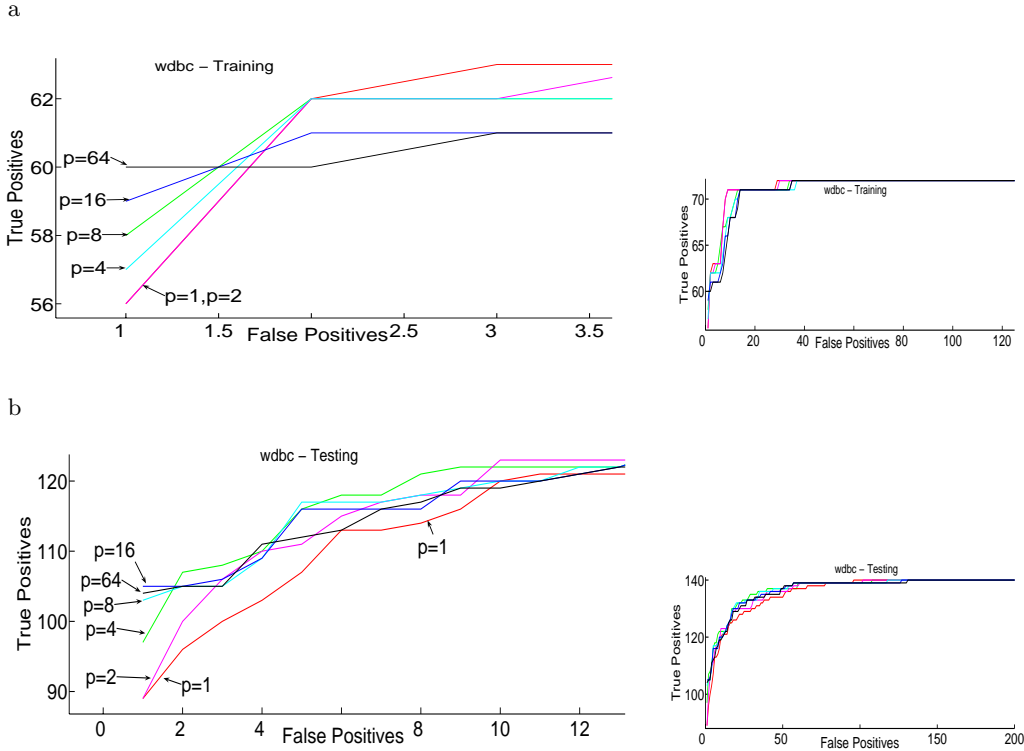 a
wdbc – Training
True Positives
62
60
58
56
p=64
p=16
p=8
p=4
p=1,p=2
1
1.5
2.5
3
3.5
False Positives
wdbc – Training
True Positives
70
65
60
0
20
40
80
100
120
False Positives
b
wdbc – Testing
True Positives
120
110
100
90
p=16
p=64
p=8
p=4
p=2
p=1
p=1
0
2
4
8
10
12
False Positives
wdbc – Testing
True Positives
140
120
100
0
50
150
200
False Positives